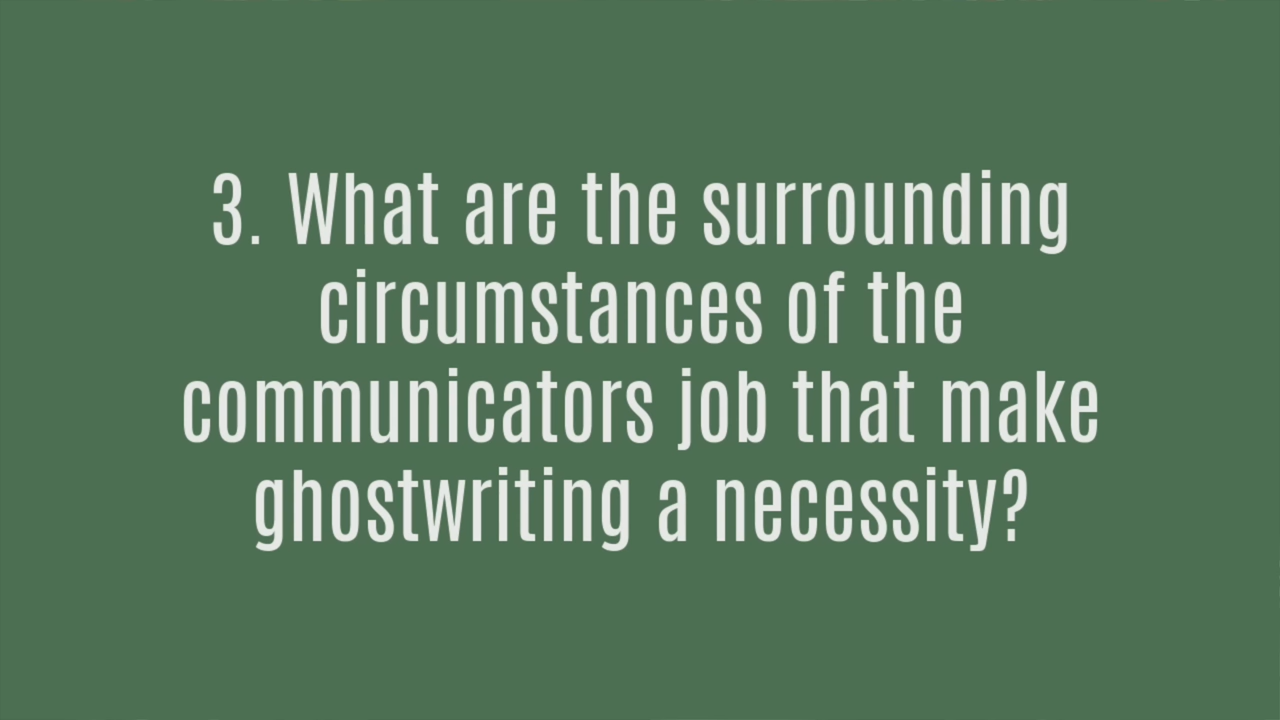 3. What are the surrounding
circumstances of the
communicators job that make
ghostwriting a necessity?